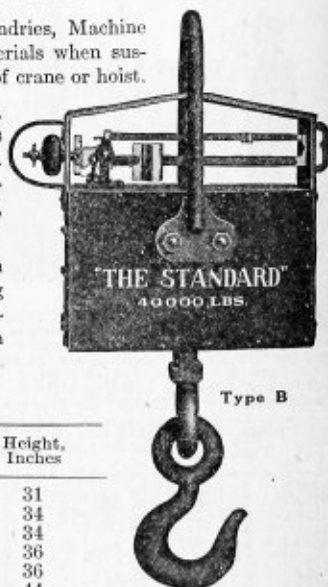 ndries, Machine
erials when sus-
of crane or hoist.
"THE STANDARD"
40000 LBS.
Type B
Height,
Inches
31
34
34
36
36